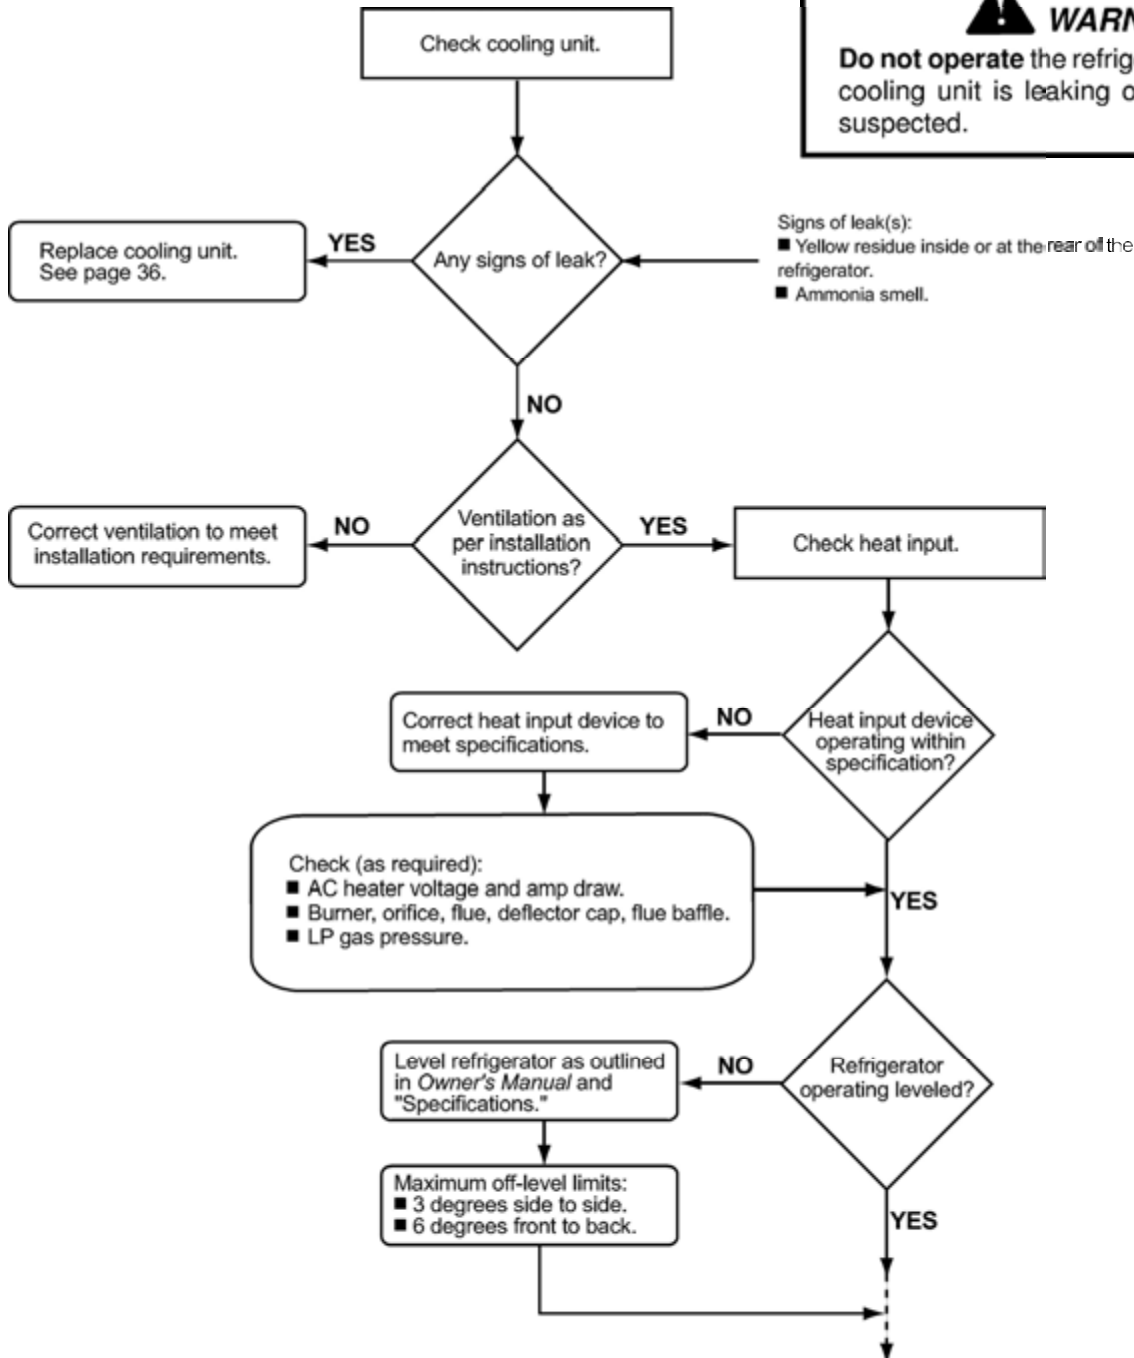 Check cooling unit.
WARN
Do not operate the refrig
cooling unit is leaking o
suspected.
Signs of leak(s):
■ Yellow residue inside or at the rear of the
refrigerator.
■ Ammonia smell.
YES
Replace cooling unit.
See page 36.
Any signs of leak?
NO
Correct ventilation to meet
installation requirements.
NO
Ventilation as
per installation
instructions?
YES
Check heat input.
Correct heat input device to
meet specifications.
NO
Heat input device
operating within
specification?
Check (as required):
■ AC heater voltage and amp draw.
■ Burner, orifice, flue, deflector cap, flue baffle.
■ LP gas pressure.
YES
Level refrigerator as outlined
in Owner's Manual and
"Specifications."
NO
Refrigerator
operating leveled?
Maximum off-level limits:
■ 3 degrees side to side.
■ 6 degrees front to back.
YES